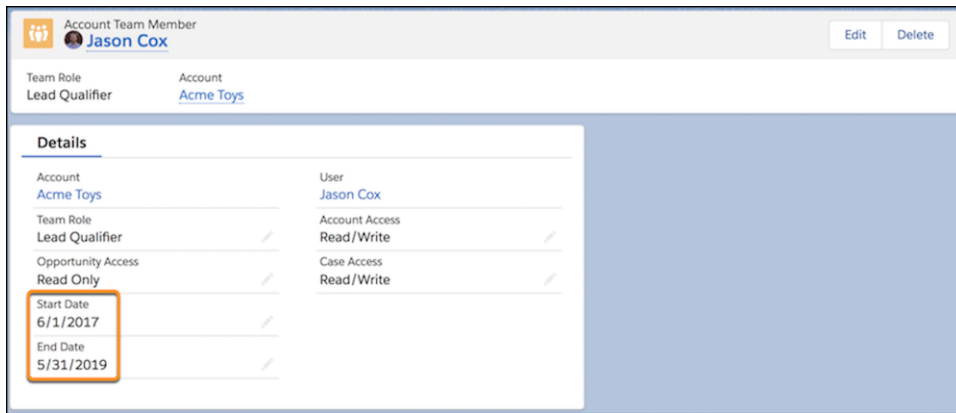 Account Team Member
Jason Cox
Edit
Delete
Team Role
Account
Lead Qualifier
Acme Toys
Details
Account
User
Acme Toys
Jason Cox
Team Role
Account Access
Lead Qualifier
Read/Write
Opportunity Access
Case Access
Read Only
Read/Write
Start Date
6/1/2017
End Date
5/31/2019